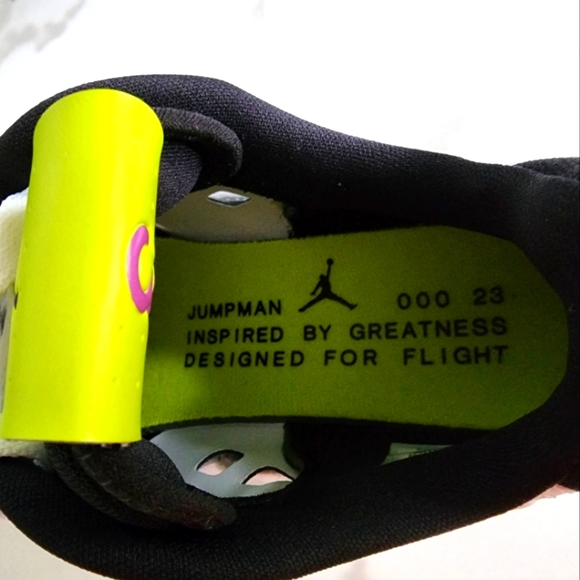 JUMPMAN 000 23
INSPIRED BY GREATNESS
DESIGNED FOR FLIGHT